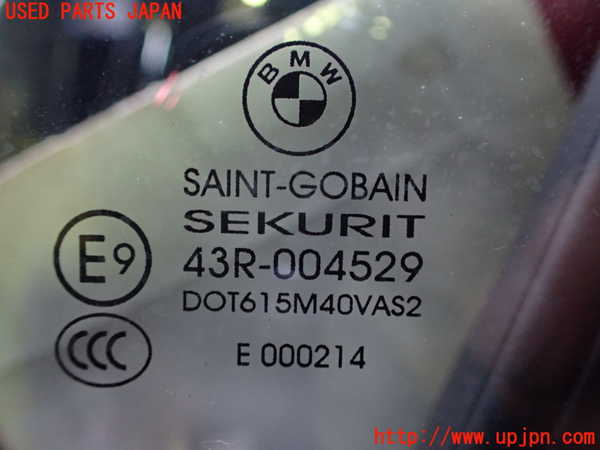 USED PARTS JAPAN
BMW
SAINT-GOBAIN
SEKURIT
E9
43R-004529
DOT615M40VAS2
CCC
E 000214
http://www.upjpn.com